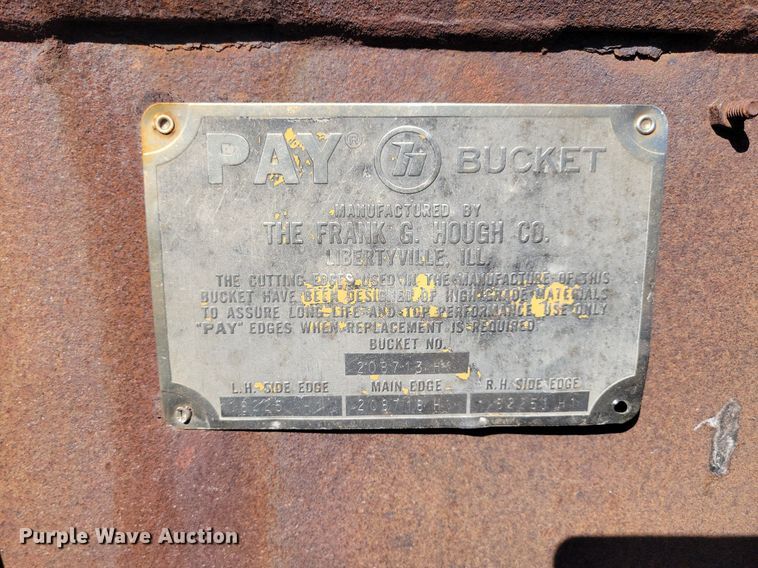 PAY® BUCKET
MANUFACTURED BY
THE FRANK G. HOUGH CO.
LIBERTYVILLE, ILL.
THE CUTTING EDGES USED IN THE MANUFACTURE OF THIS
BUCKET HAVE BEEN DESIGNED OF HIGH GRADE MATERIALS
TO ASSURE LONG LIFE AND TOP PERFORMANCE. USE ONLY
"PAY" EDGES WHEN REPLACEMENT IS REQUIRED.
BUCKET NO.
L.H. SIDE EDGE MAIN EDGE R.H. SIDE EDGE
Purple Wave Auction®